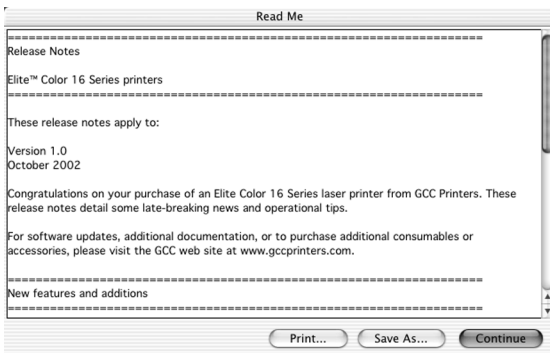 Read Me
==================================================================
Release Notes
Elite™ Color 16 Series printers
==================================================================
These release notes apply to:
Version 1.0
October 2002
Congratulations on your purchase of an Elite Color 16 Series laser printer from GCC Printers. These
release notes detail some late-breaking news and operational tips.
For software updates, additional documentation, or to purchase additional consumables or
accessories, please visit the GCC web site at www.gccprinters.com.
==================================================================
New features and additions
==================================================================
Print... Save As... Continue